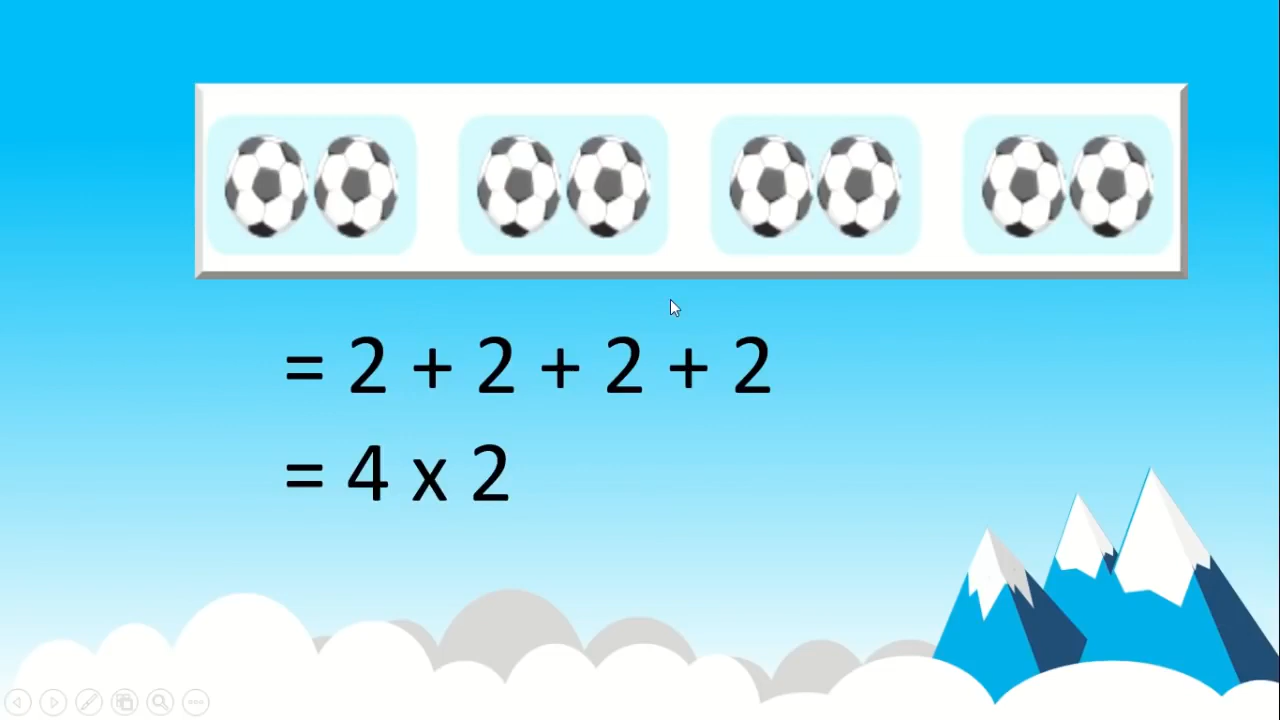 = 2 + 2 + 2 + 2
= 4 x 2